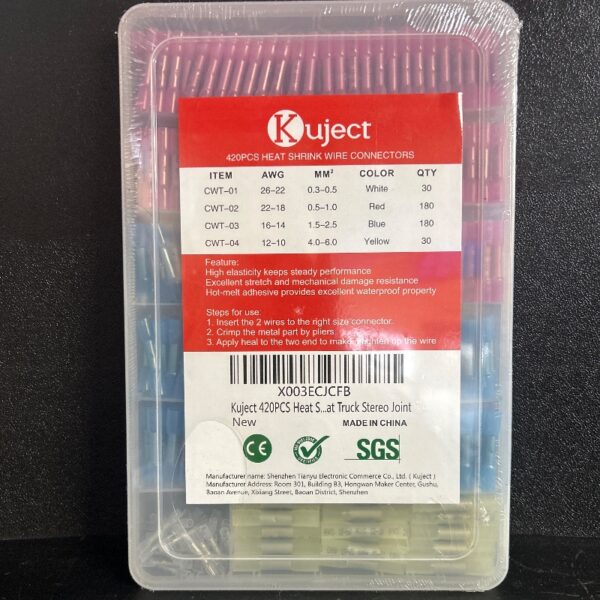 Kuject
420PCS HEAT SHRINK WIRE CONNECTORS
ITEM AWG MM² COLOR QTY
CWT-01 26-22 0.3-0.5 White 30
CWT-02 22-18 0.5-1.0 Red 180
CWT-03 16-14 1.5-2.5 Blue 180
CWT-04 12-10 4.0-6.0 Yellow 30
Feature:
High elasticity keeps steady performance
Excellent stretch and mechanical damage resistance
Hot-melt adhesive provides excellent waterproof property
Steps for use:
1. Insert the 2 wires to the right size connector.
2. Crimp the metal part by pliers.
3. Apply heal to the two end to make it tighten up the wire
X003ECJCFB
Kuject 420PCS Heat S...at Truck Stereo Joint
New
MADE IN CHINA
CE SGS
Manufacturer name: Shenzhen Tianyu Electronic Commerce Co., Ltd. ( Kuject )
Manufacturer Address: Room 301, Building B3, Hongwan Maker Center, Gushu,
Baoan Avenue, Xixiang Street, Baoan District, Shenzhen